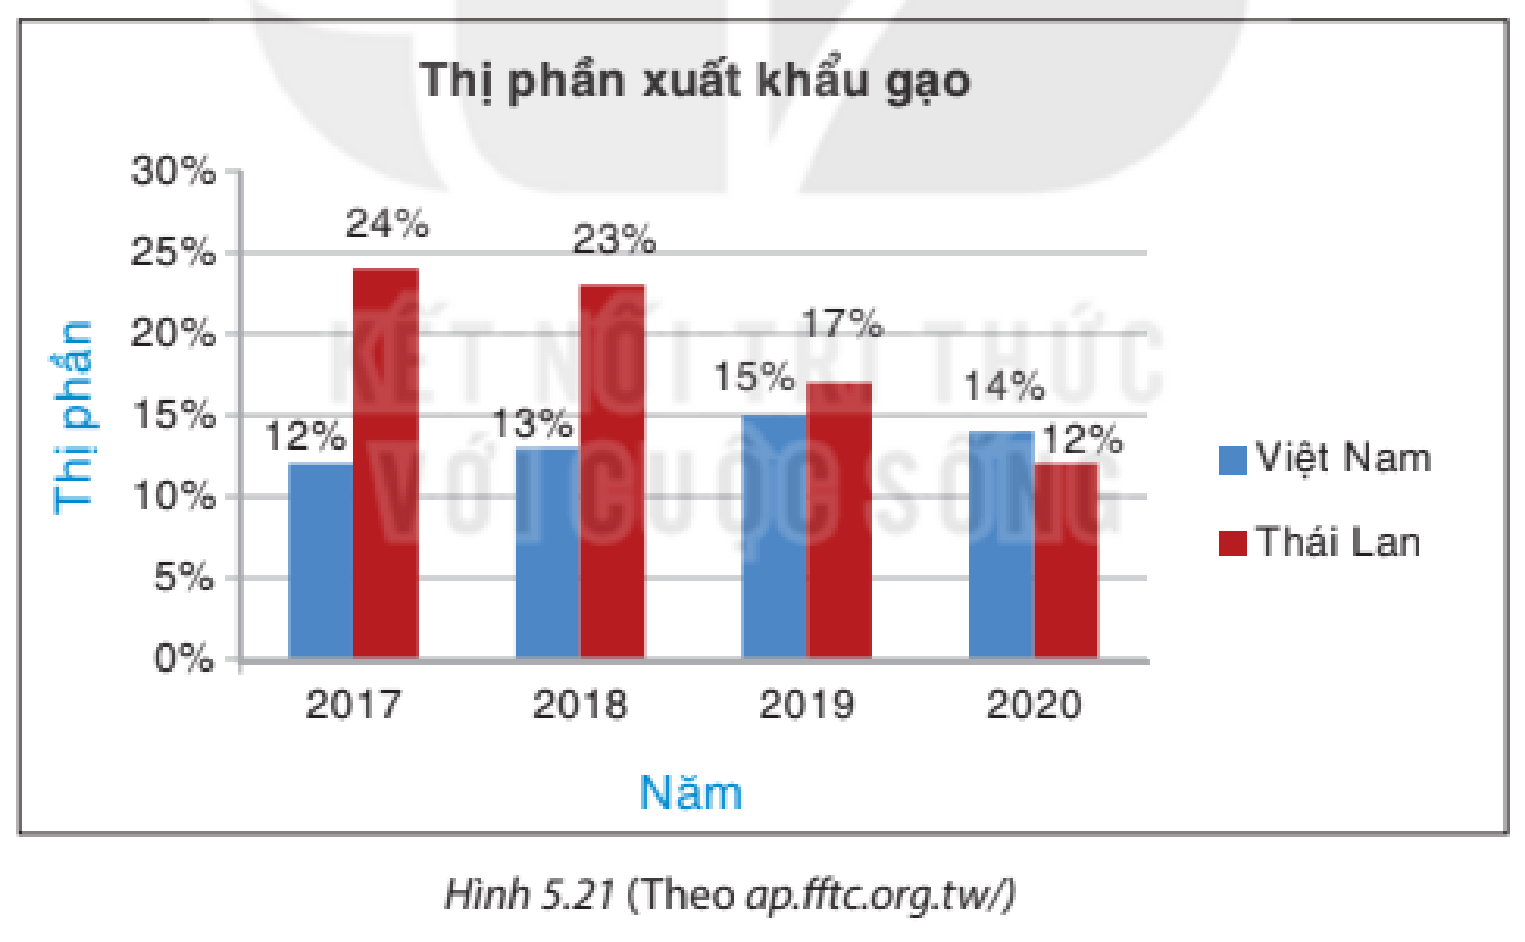 Thị phần xuất khẩu gạo
Thị phần
30%
25%
20%
15%
10%
5%
0%
12%
24%
13%
23%
15%
17%
14%
12%
2017
2018
2019
2020
Năm
Việt Nam
Thái Lan
KẾT NỐI TRI THỨC
VỚI CUỘC SỐNG
Hình 5.21 (Theo ap.fftc.org.tw/)